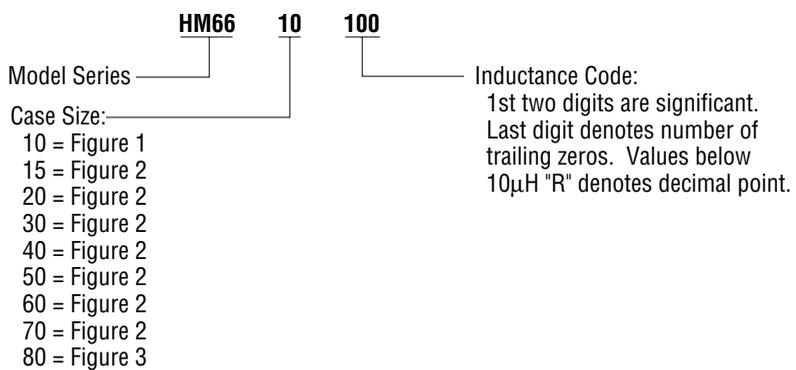 HM66 10 100
Model Series
Case Size:
10 = Figure 1
15 = Figure 2
20 = Figure 2
30 = Figure 2
40 = Figure 2
50 = Figure 2
60 = Figure 2
70 = Figure 2
80 = Figure 3
Inductance Code:
1st two digits are significant.
Last digit denotes number of
trailing zeros. Values below
10μH "R" denotes decimal point.